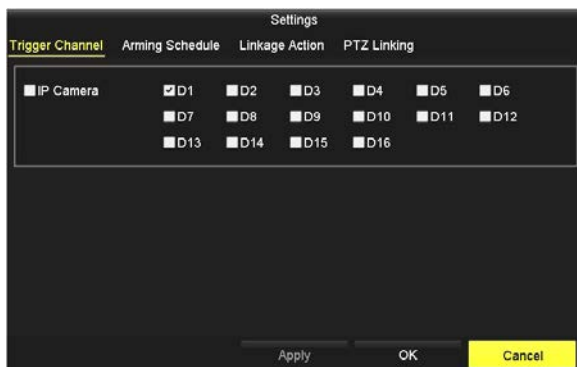 Settings
Trigger Channel Arming Schedule Linkage Action PTZ Linking
IP Camera D1 D2 D3 D4 D5 D6
D7 D8 D9 D10 D11 D12
D13 D14 D15 D16
Apply OK Cancel